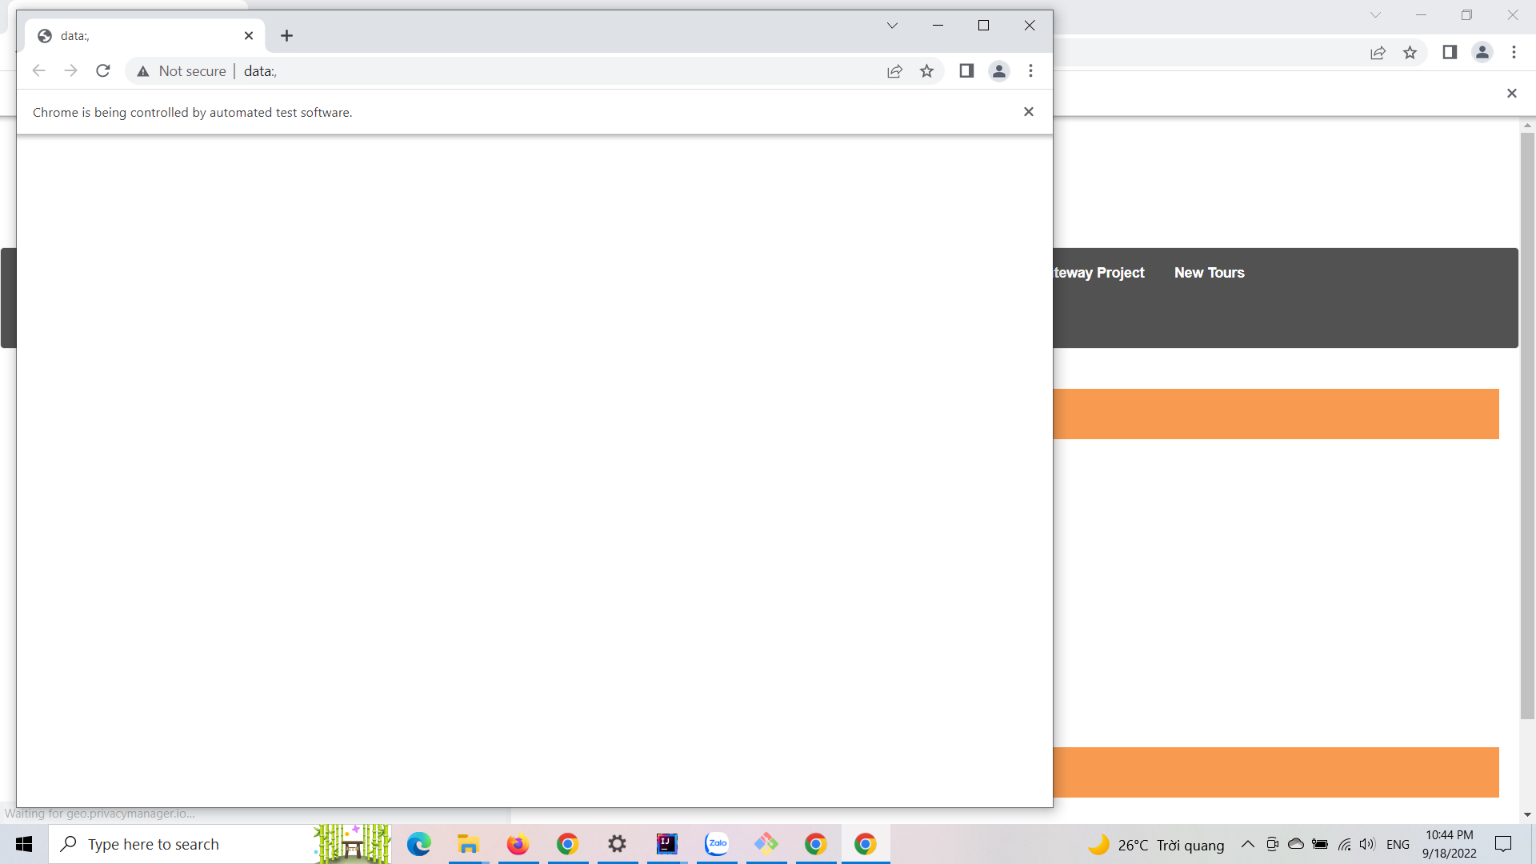 data:,
Not secure
data:,
Chrome is being controlled by automated test software.
teway Project
New Tours
Waiting for geo.privacymanager.io...
Type here to search
IJ
Zalo
26°C Trời quang
ENG
10:44 PM
9/18/2022